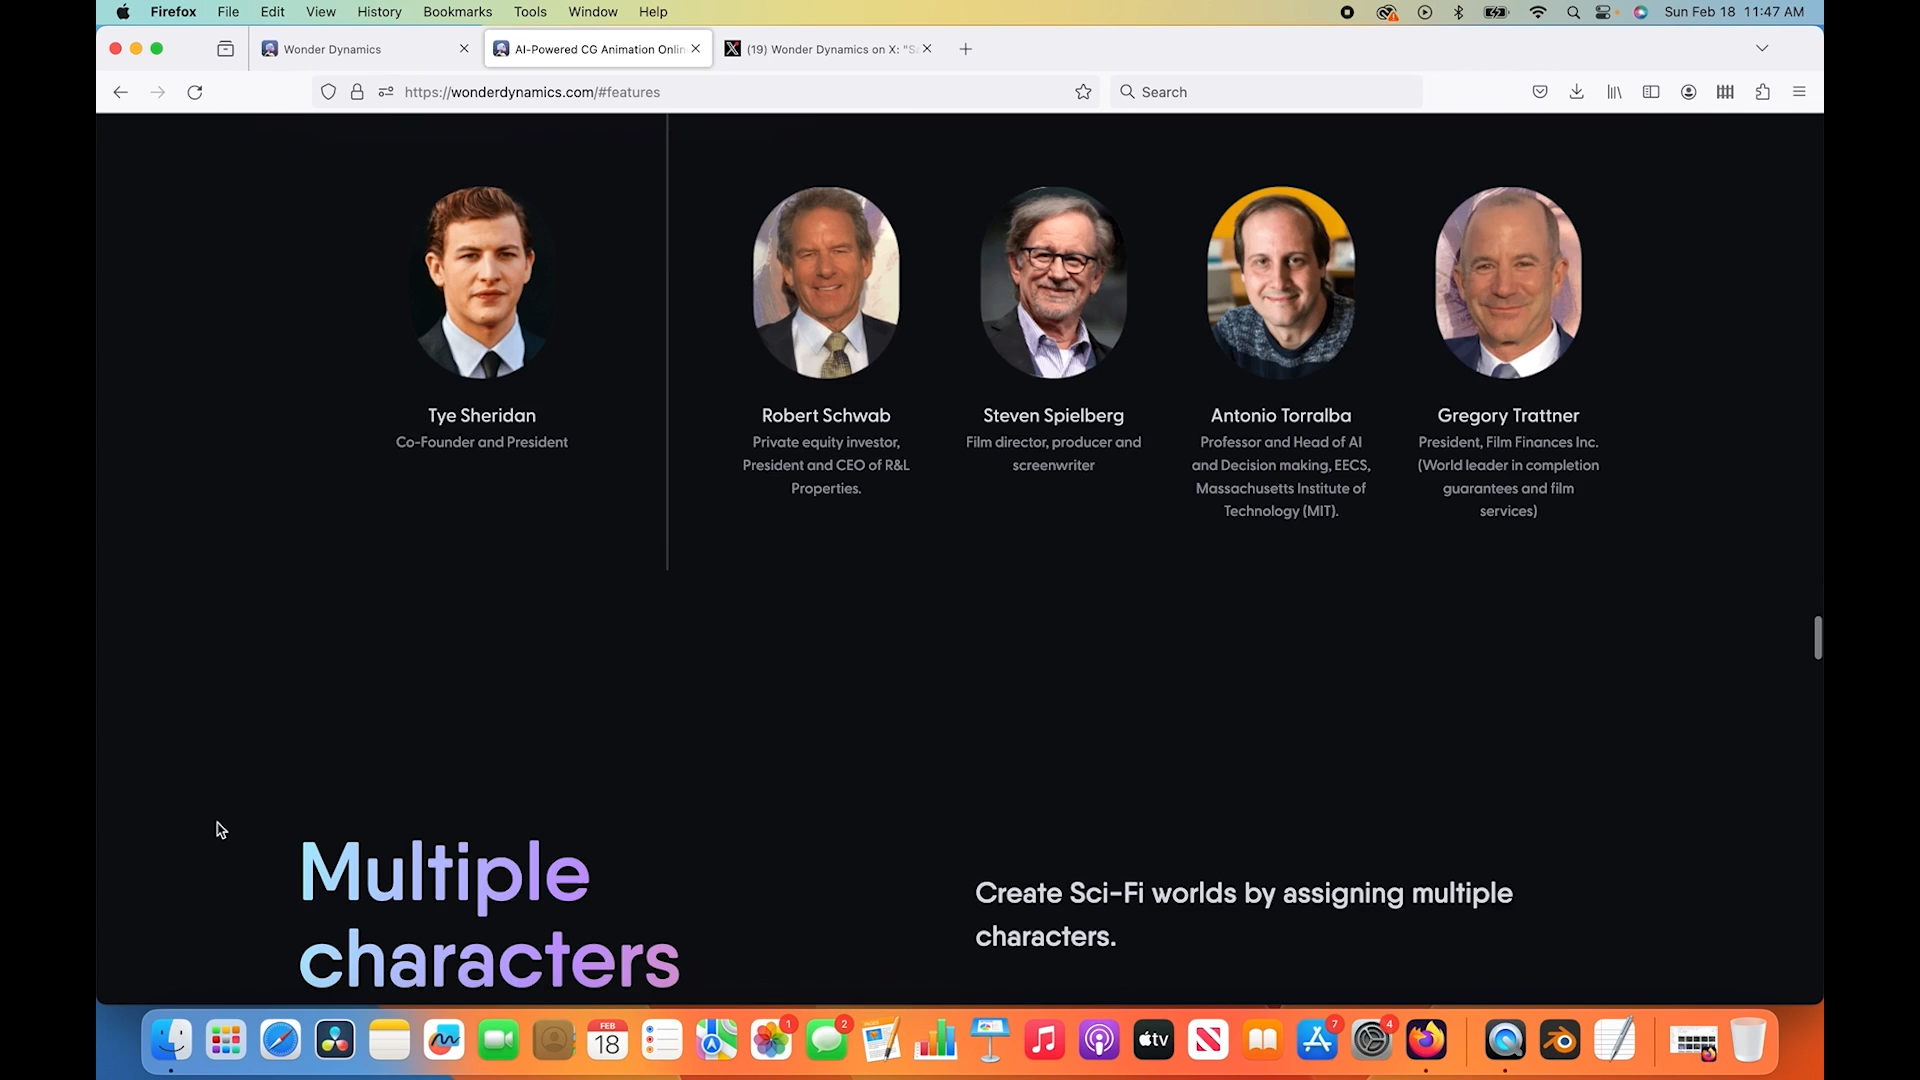 Firefox File Edit View History Bookmarks Tools Window Help Sun Feb 18 11:47 AM
Wonder Dynamics AI-Powered CG Animation Onlin (19) Wonder Dynamics on X: "S
https://wonderdynamics.com/#features Search
Tye Sheridan
Co-Founder and President
Robert Schwab
Private equity investor,
President and CEO of R&L
Properties.
Steven Spielberg
Film director, producer and
screenwriter
Antonio Torralba
Professor and Head of AI
and Decision making, EECS,
Massachusetts Institute of
Technology (MIT).
Gregory Trattner
President, Film Finances Inc.
(World leader in completion
guarantees and film
services)
Multiple
characters
Create Sci-Fi worlds by assigning multiple
characters.
FEB
18
1
2
tv
7
4